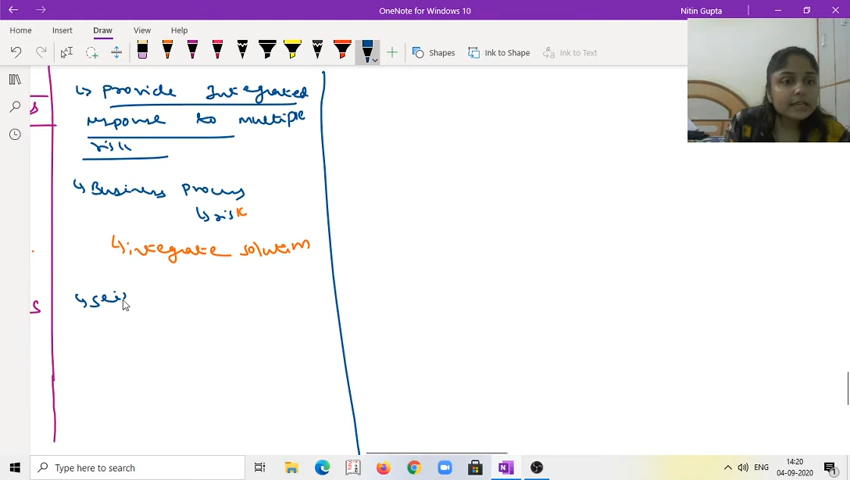 OneNote for Windows 10
Nitin Gupta
Home Insert Draw View Help
Shapes
Ink to Shape
Ink to Text
↳ Provide Integrated
response to multiple
risk
↳ Business Process
↳ risk
↳ integrate solution
↳ Sei
s
s
Type here to search
ENG
14:20
04-09-2020